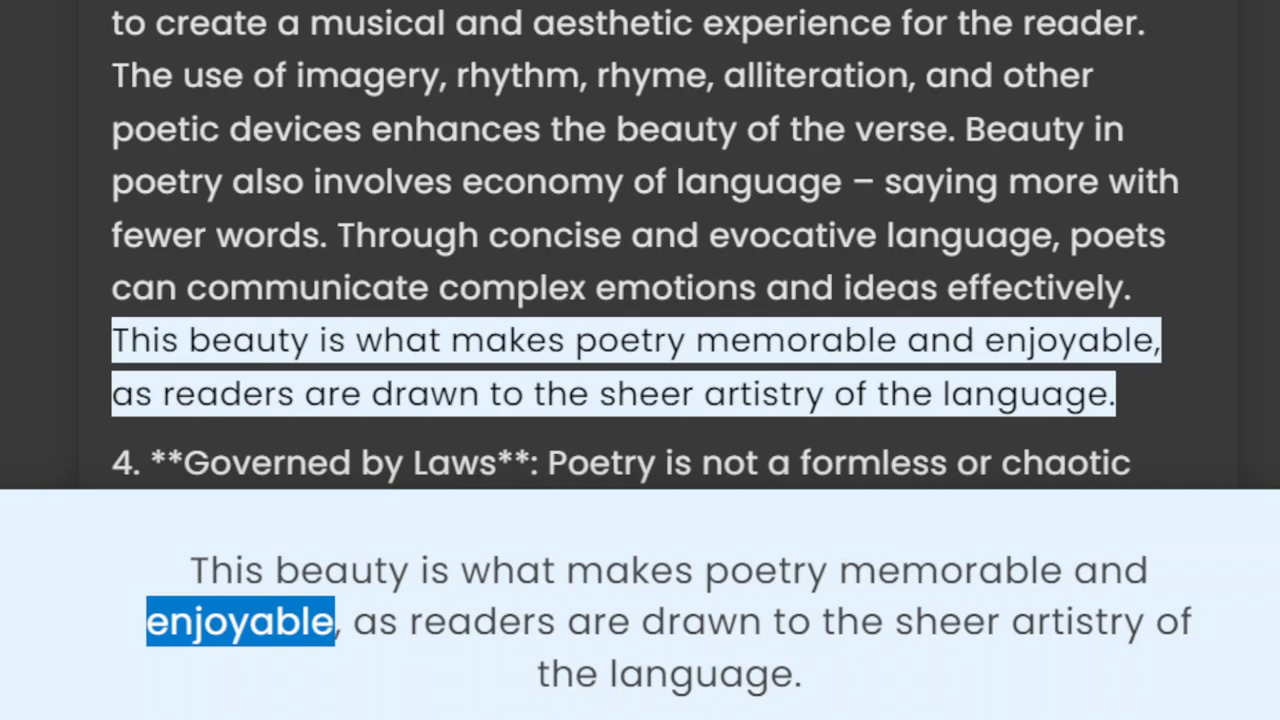 to create a musical and aesthetic experience for the reader.
The use of imagery, rhythm, rhyme, alliteration, and other
poetic devices enhances the beauty of the verse. Beauty in
poetry also involves economy of language – saying more with
fewer words. Through concise and evocative language, poets
can communicate complex emotions and ideas effectively.
This beauty is what makes poetry memorable and enjoyable,
as readers are drawn to the sheer artistry of the language.
4. **Governed by Laws**: Poetry is not a formless or chaotic
This beauty is what makes poetry memorable and
enjoyable, as readers are drawn to the sheer artistry of
the language.